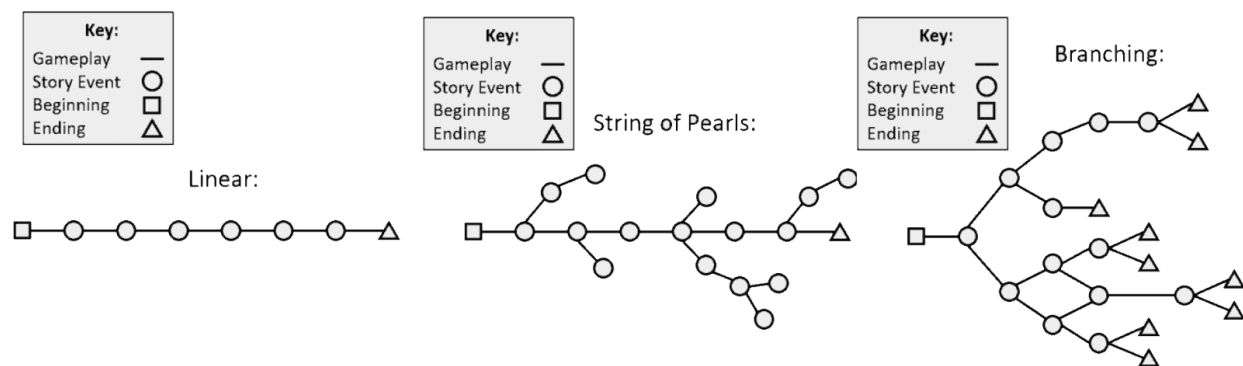 Key:
Gameplay
Story Event
Beginning
Ending
Linear:
Key:
Gameplay
Story Event
Beginning
Ending
String of Pearls:
Key:
Gameplay
Story Event
Beginning
Ending
Branching: